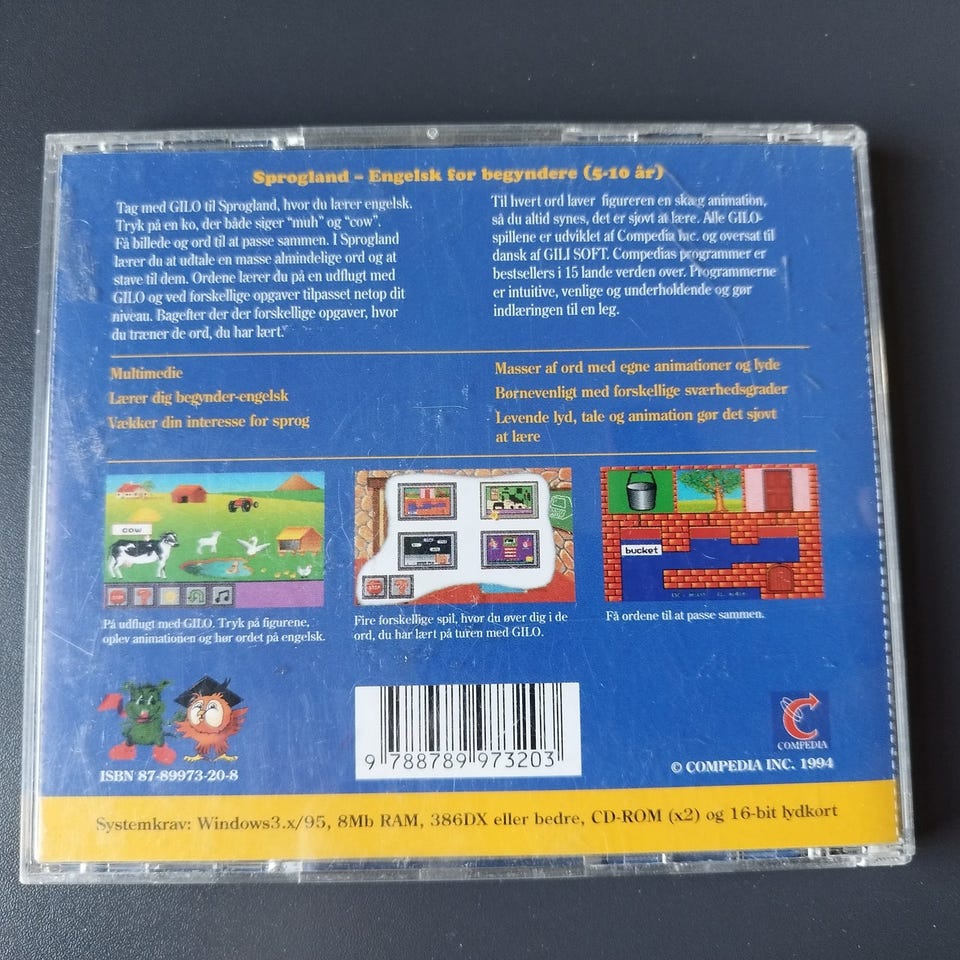 Sprogland – Engelsk for begyndere (5-10 år)
Tag med GILO til Sprogland, hvor du lærer engelsk.
Tryk på en ko, der både siger “muh” og “cow”.
Få billede og ord til at passe sammen. I Sprogland
lærer du at udtale en masse almindelige ord og at
stave til dem. Ordene lærer du på en udflugt med
GILO og ved forskellige opgaver tilpasset netop dit
niveau. Bagefter der der forskellige opgaver, hvor
du træner de ord, du har lært.
Til hvert ord laver figureren en skæg animation,
så du altid synes, det er sjovt at lære. Alle GILO-
spillene er udviklet af Compedia Inc. og oversat til
dansk af GILI SOFT. Compedias programmer er
bestsellers i 15 lande verden over. Programmerne
er intuitive, venlige og underholdende og gør
indlæringen til en leg.
Multimedie
Lærer dig begynder-engelsk
Vækker din interesse for sprog
Masser af ord med egne animationer og lyde
Børnevenligt med forskellige sværhedsgrader
Levende lyd, tale og animation gør det sjovt
at lære
cow
bucket
På udflugt med GILO. Tryk på figurene,
oplev animationen og hør ordet på engelsk.
Fire forskellige spil, hvor du øver dig i de
ord, du har lært på turen med GILO.
Få ordene til at passe sammen.
ISBN 87-89973-20-8
9 788789 973203
COMPEDIA
© COMPEDIA INC. 1994
Systemkrav: Windows3.x/95, 8Mb RAM, 386DX eller bedre, CD-ROM (x2) og 16-bit lydkort